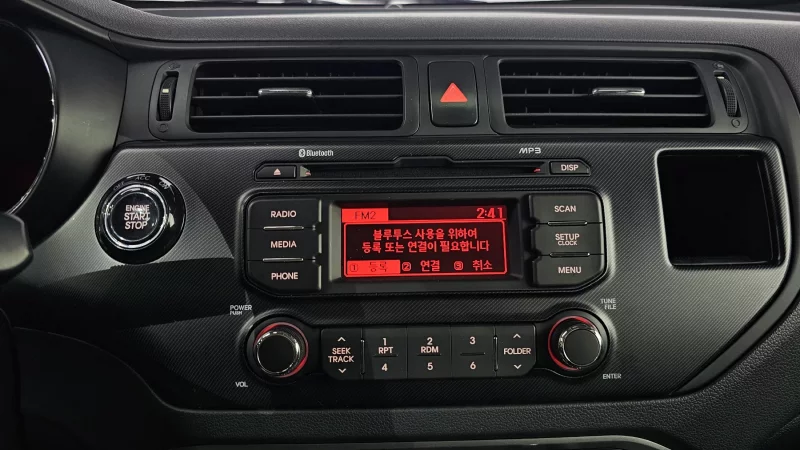 Bluetooth
MP3
DISP
OFF ACC ON
ENGINE
START
STOP
RADIO
MEDIA
PHONE
FM2 2:41
블루투스 사용을 위하여
등록 또는 연결이 필요합니다
① 등록 ② 연결 ③ 취소
SCAN
SETUP
CLOCK
MENU
POWER
PUSH
VOL
SEEK
TRACK
1
RPT
4
2
RDM
5
3
6
FOLDER
TUNE
FILE
ENTER